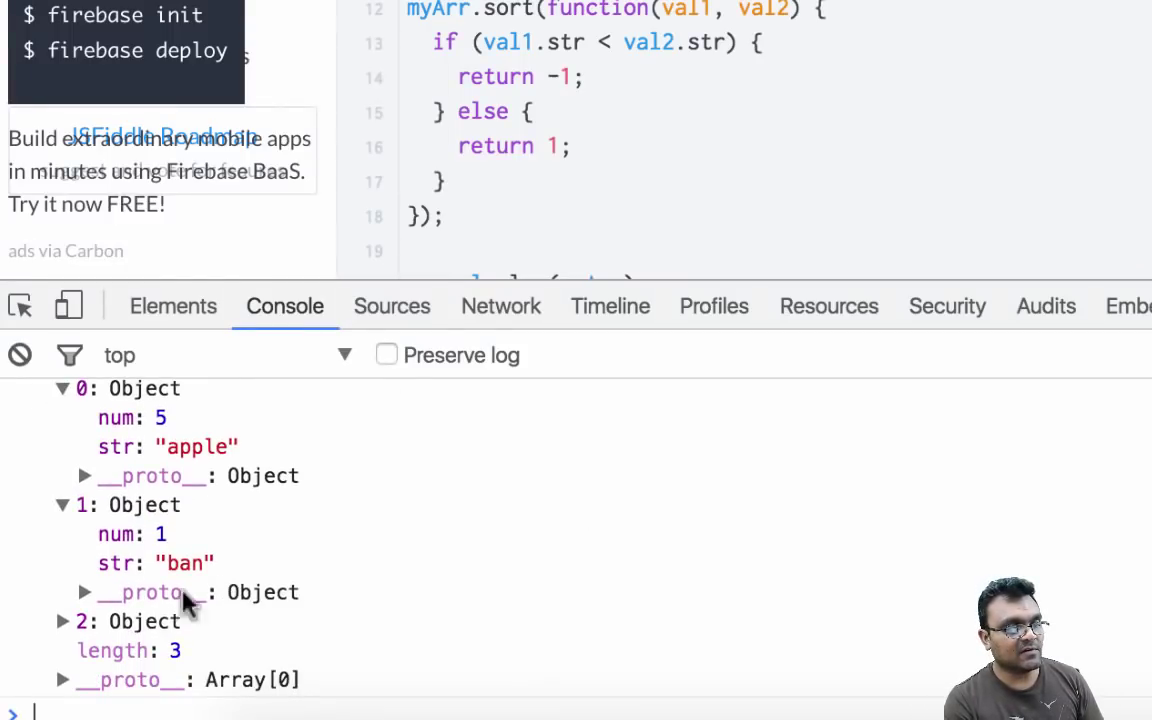 $ firebase init
$ firebase deploy
JSFiddle Roadmap
Build extraordinary mobile apps
in minutes using Firebase BaaS.
Try it now FREE!
ads via Carbon
12 myArr.sort(function(val1, val2) {
13 if (val1.str < val2.str) {
14 return -1;
15 } else {
16 return 1;
17 }
18 });
19
Elements Console Sources Network Timeline Profiles Resources Security Audits Embe
top Preserve log
0: Object
num: 5
str: "apple"
__proto__: Object
1: Object
num: 1
str: "ban"
__proto__: Object
2: Object
length: 3
__proto__: Array[0]